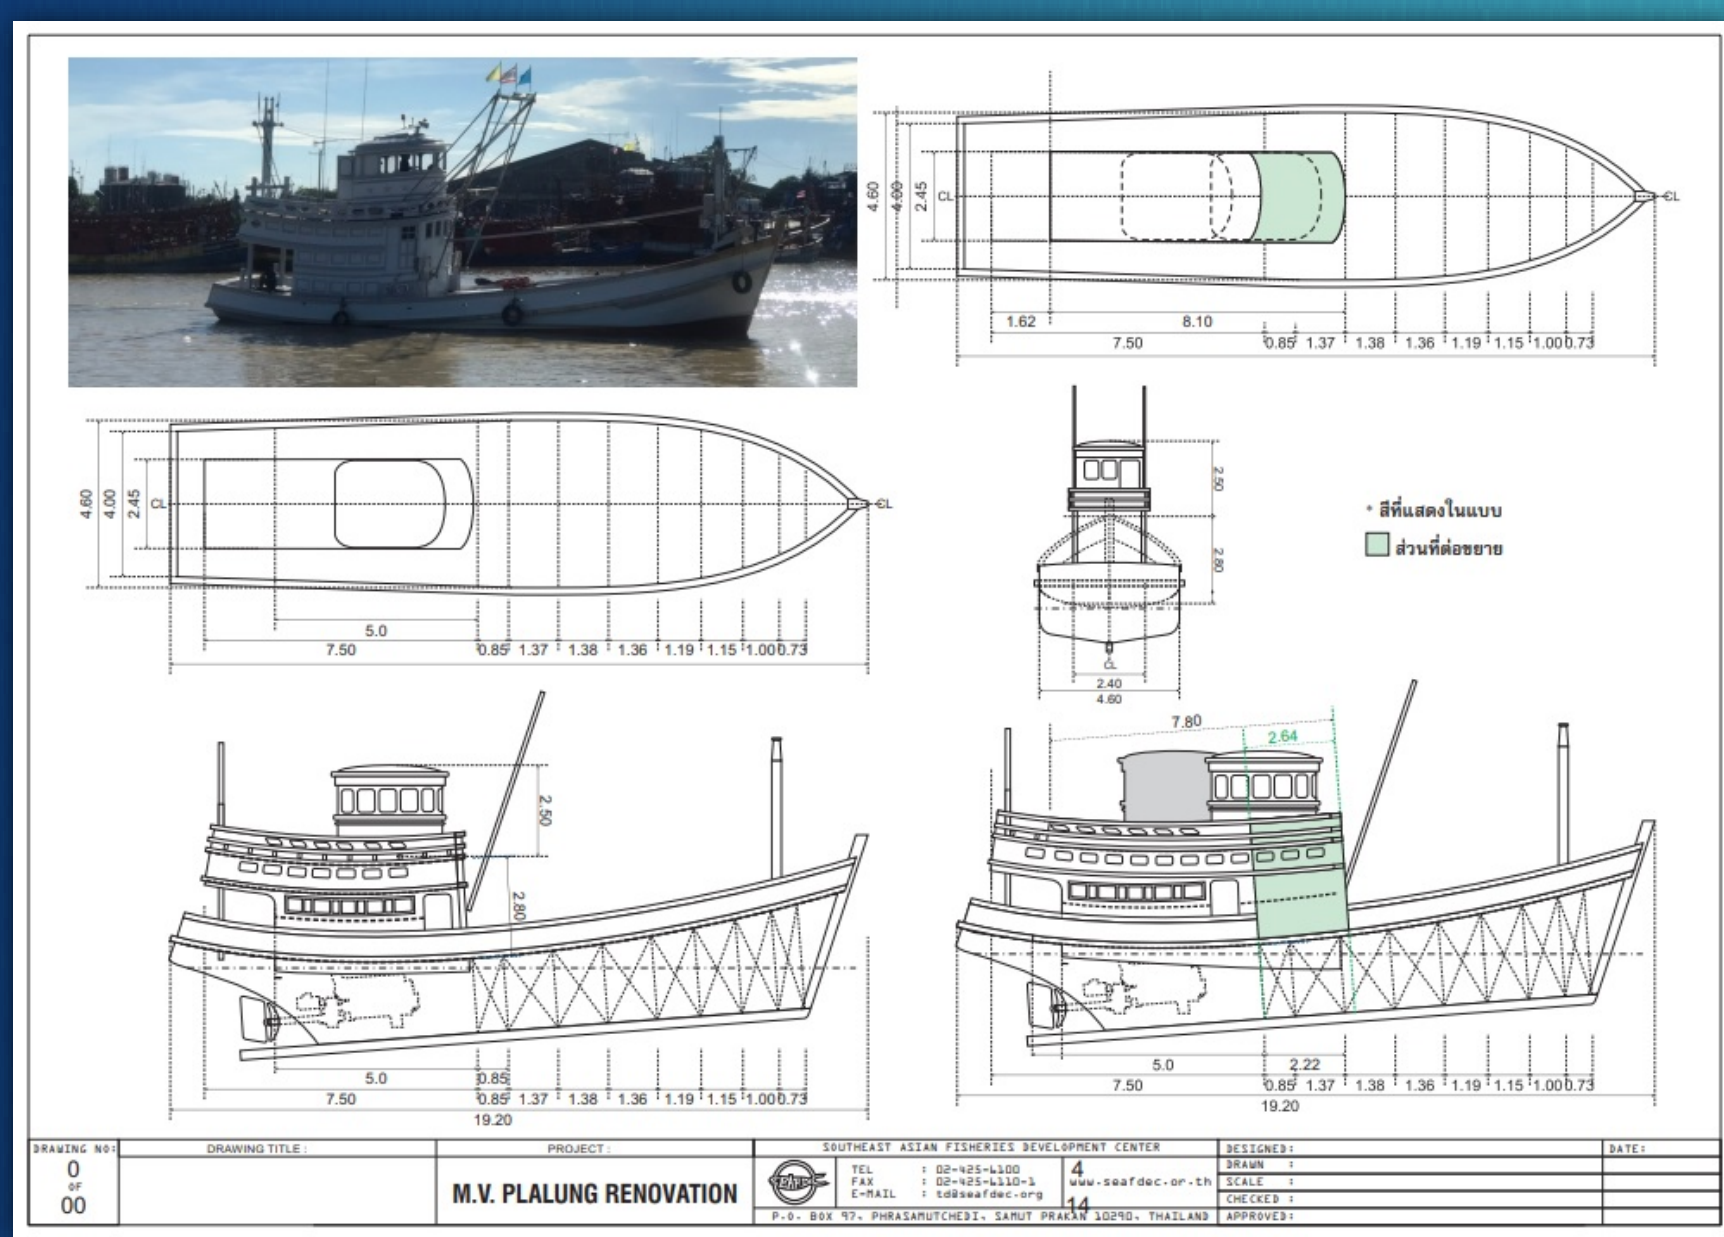 4.60
4.00
2.45
CL
CL
1.62
8.10
7.50
0.85
1.37
1.38
1.36
1.19
1.15
1.00
0.73
4.60
4.00
2.45
CL
CL
5.0
7.50
0.85
1.37
1.38
1.36
1.19
1.15
1.00
0.73
2.50
2.80
CL
2.40
4.60
* สีที่แสดงในแบบ
ส่วนที่ต่อขยาย
2.50
2.80
5.0
0.85
7.50
0.85
1.37
1.38
1.36
1.19
1.15
1.00
0.73
19.20
7.80
2.64
5.0
2.22
7.50
0.85
1.37
1.38
1.36
1.19
1.15
1.00
0.73
19.20
DRAWING NO:
0
OF
00
DRAWING TITLE :
PROJECT :
M.V. PLALUNG RENOVATION
SOUTHEAST ASIAN FISHERIES DEVELOPMENT CENTER
SEAFDEC
TEL : 02-425-6100
FAX : 02-425-6110-1
E-MAIL : td@seafdec.org
4
www.seafdec.or.th
14
P.O. BOX 97, PHRASAMUTCHEDI, SAMUT PRAKAN 10290, THAILAND
DESIGNED:
DRAWN :
SCALE :
CHECKED :
APPROVED:
DATE: